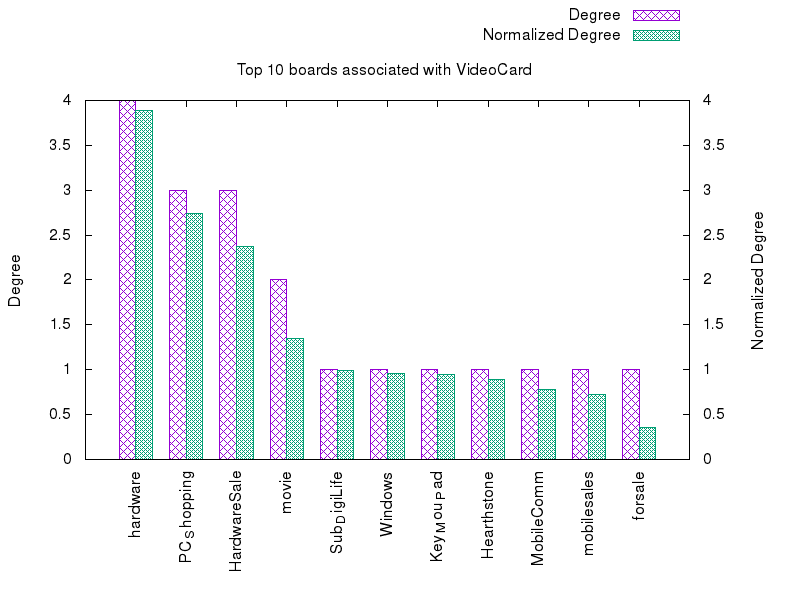 Degree
Normalized Degree
Top 10 boards associated with VideoCard
4 4
3.5 3.5
3 3
2.5 2.5
2 2
1.5 1.5
1 1
0.5 0.5
0 0
Degree
Normalized Degree
hardware
PCShopping
HardwareSale
movie
SubDigiLife
Windows
KeyMouPad
Hearthstone
MobileComm
mobilesales
forsale